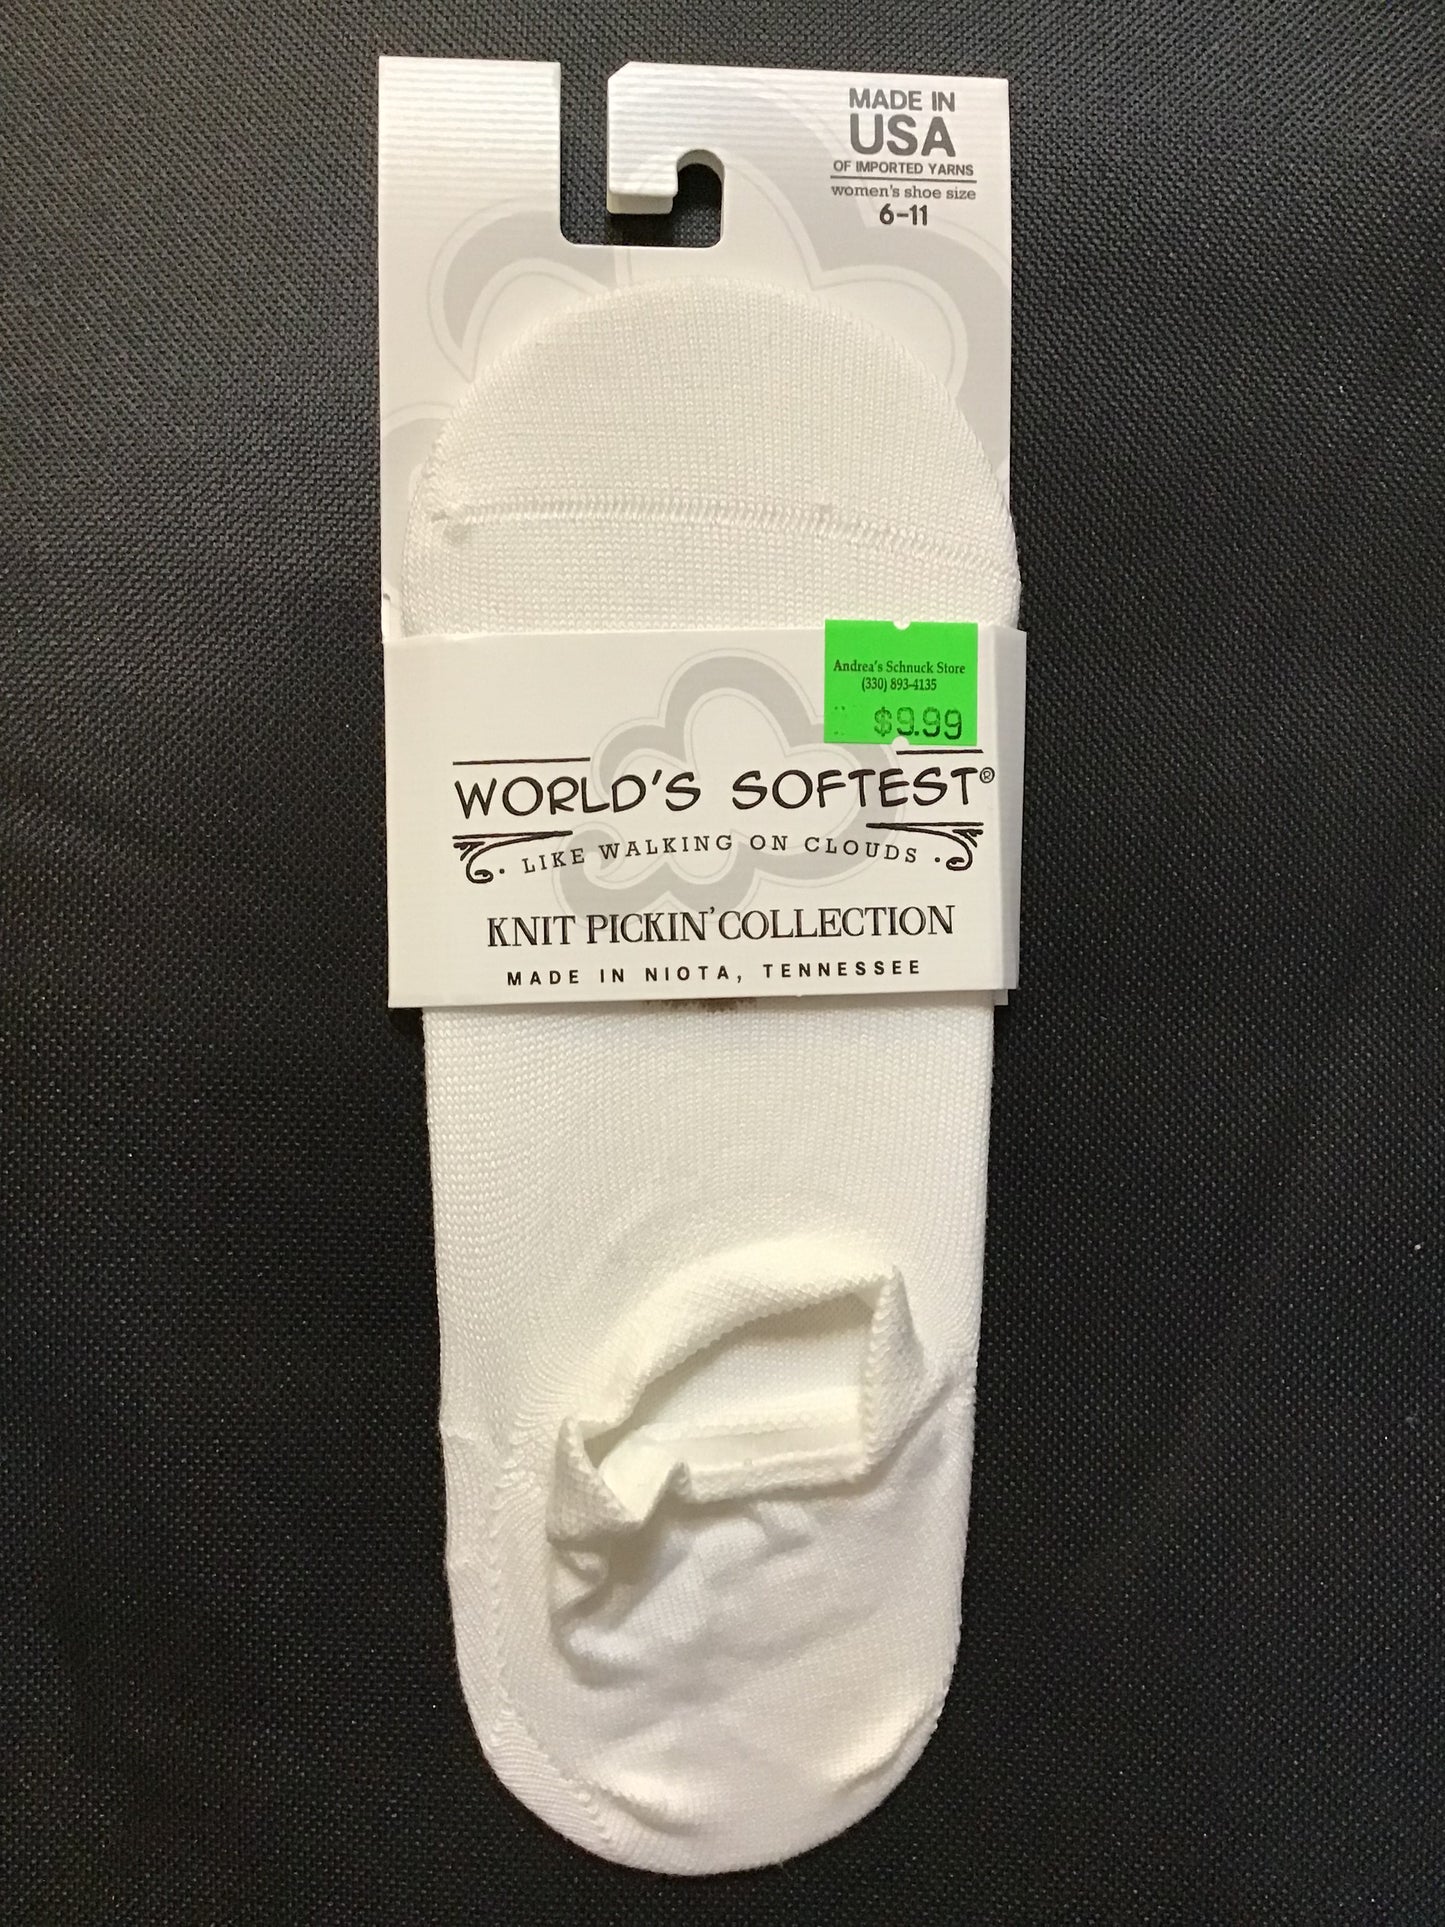 MADE IN
USA
OF IMPORTED YARNS
women's shoe size
6-11
Andrea's Schnuck Store
(330) 893-4135
$9.99
WORLD'S SOFTEST®
· LIKE WALKING ON CLOUDS ·
KNIT PICKIN' COLLECTION
MADE IN NIOTA, TENNESSEE